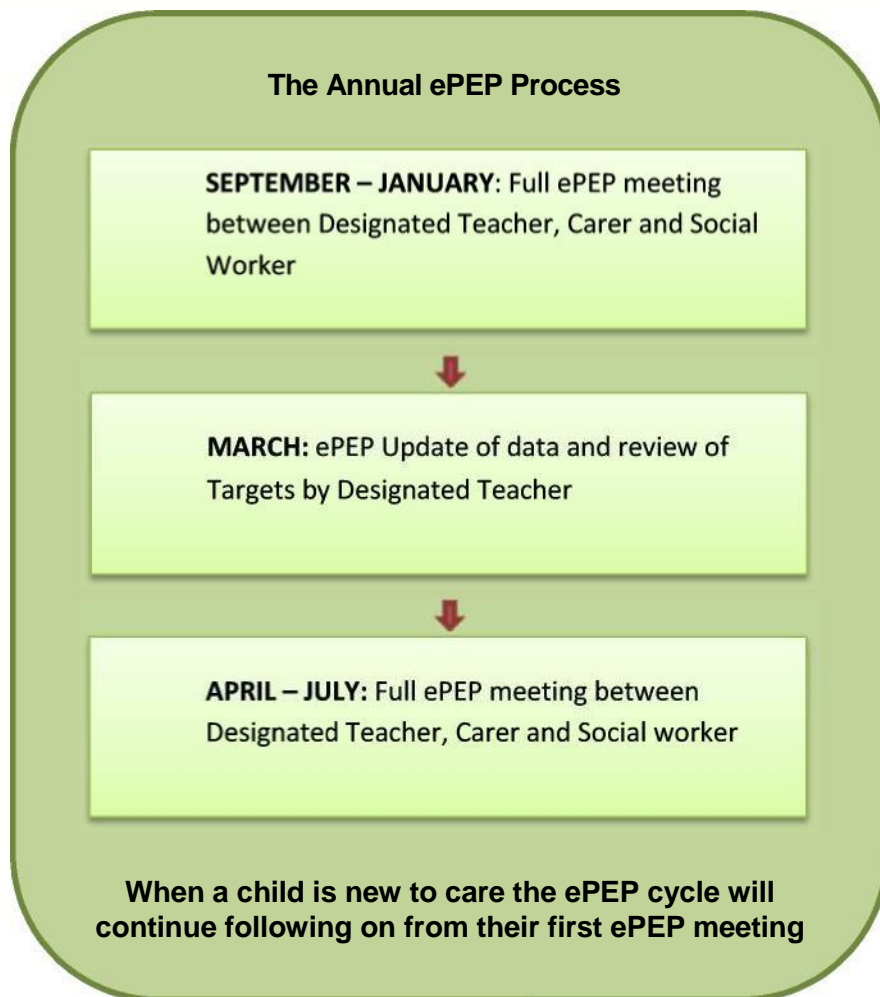 The Annual ePEP Process
SEPTEMBER – JANUARY: Full ePEP meeting
between Designated Teacher, Carer and Social
Worker
MARCH: ePEP Update of data and review of
Targets by Designated Teacher
APRIL – JULY: Full ePEP meeting between
Designated Teacher, Carer and Social worker
When a child is new to care the ePEP cycle will
continue following on from their first ePEP meeting